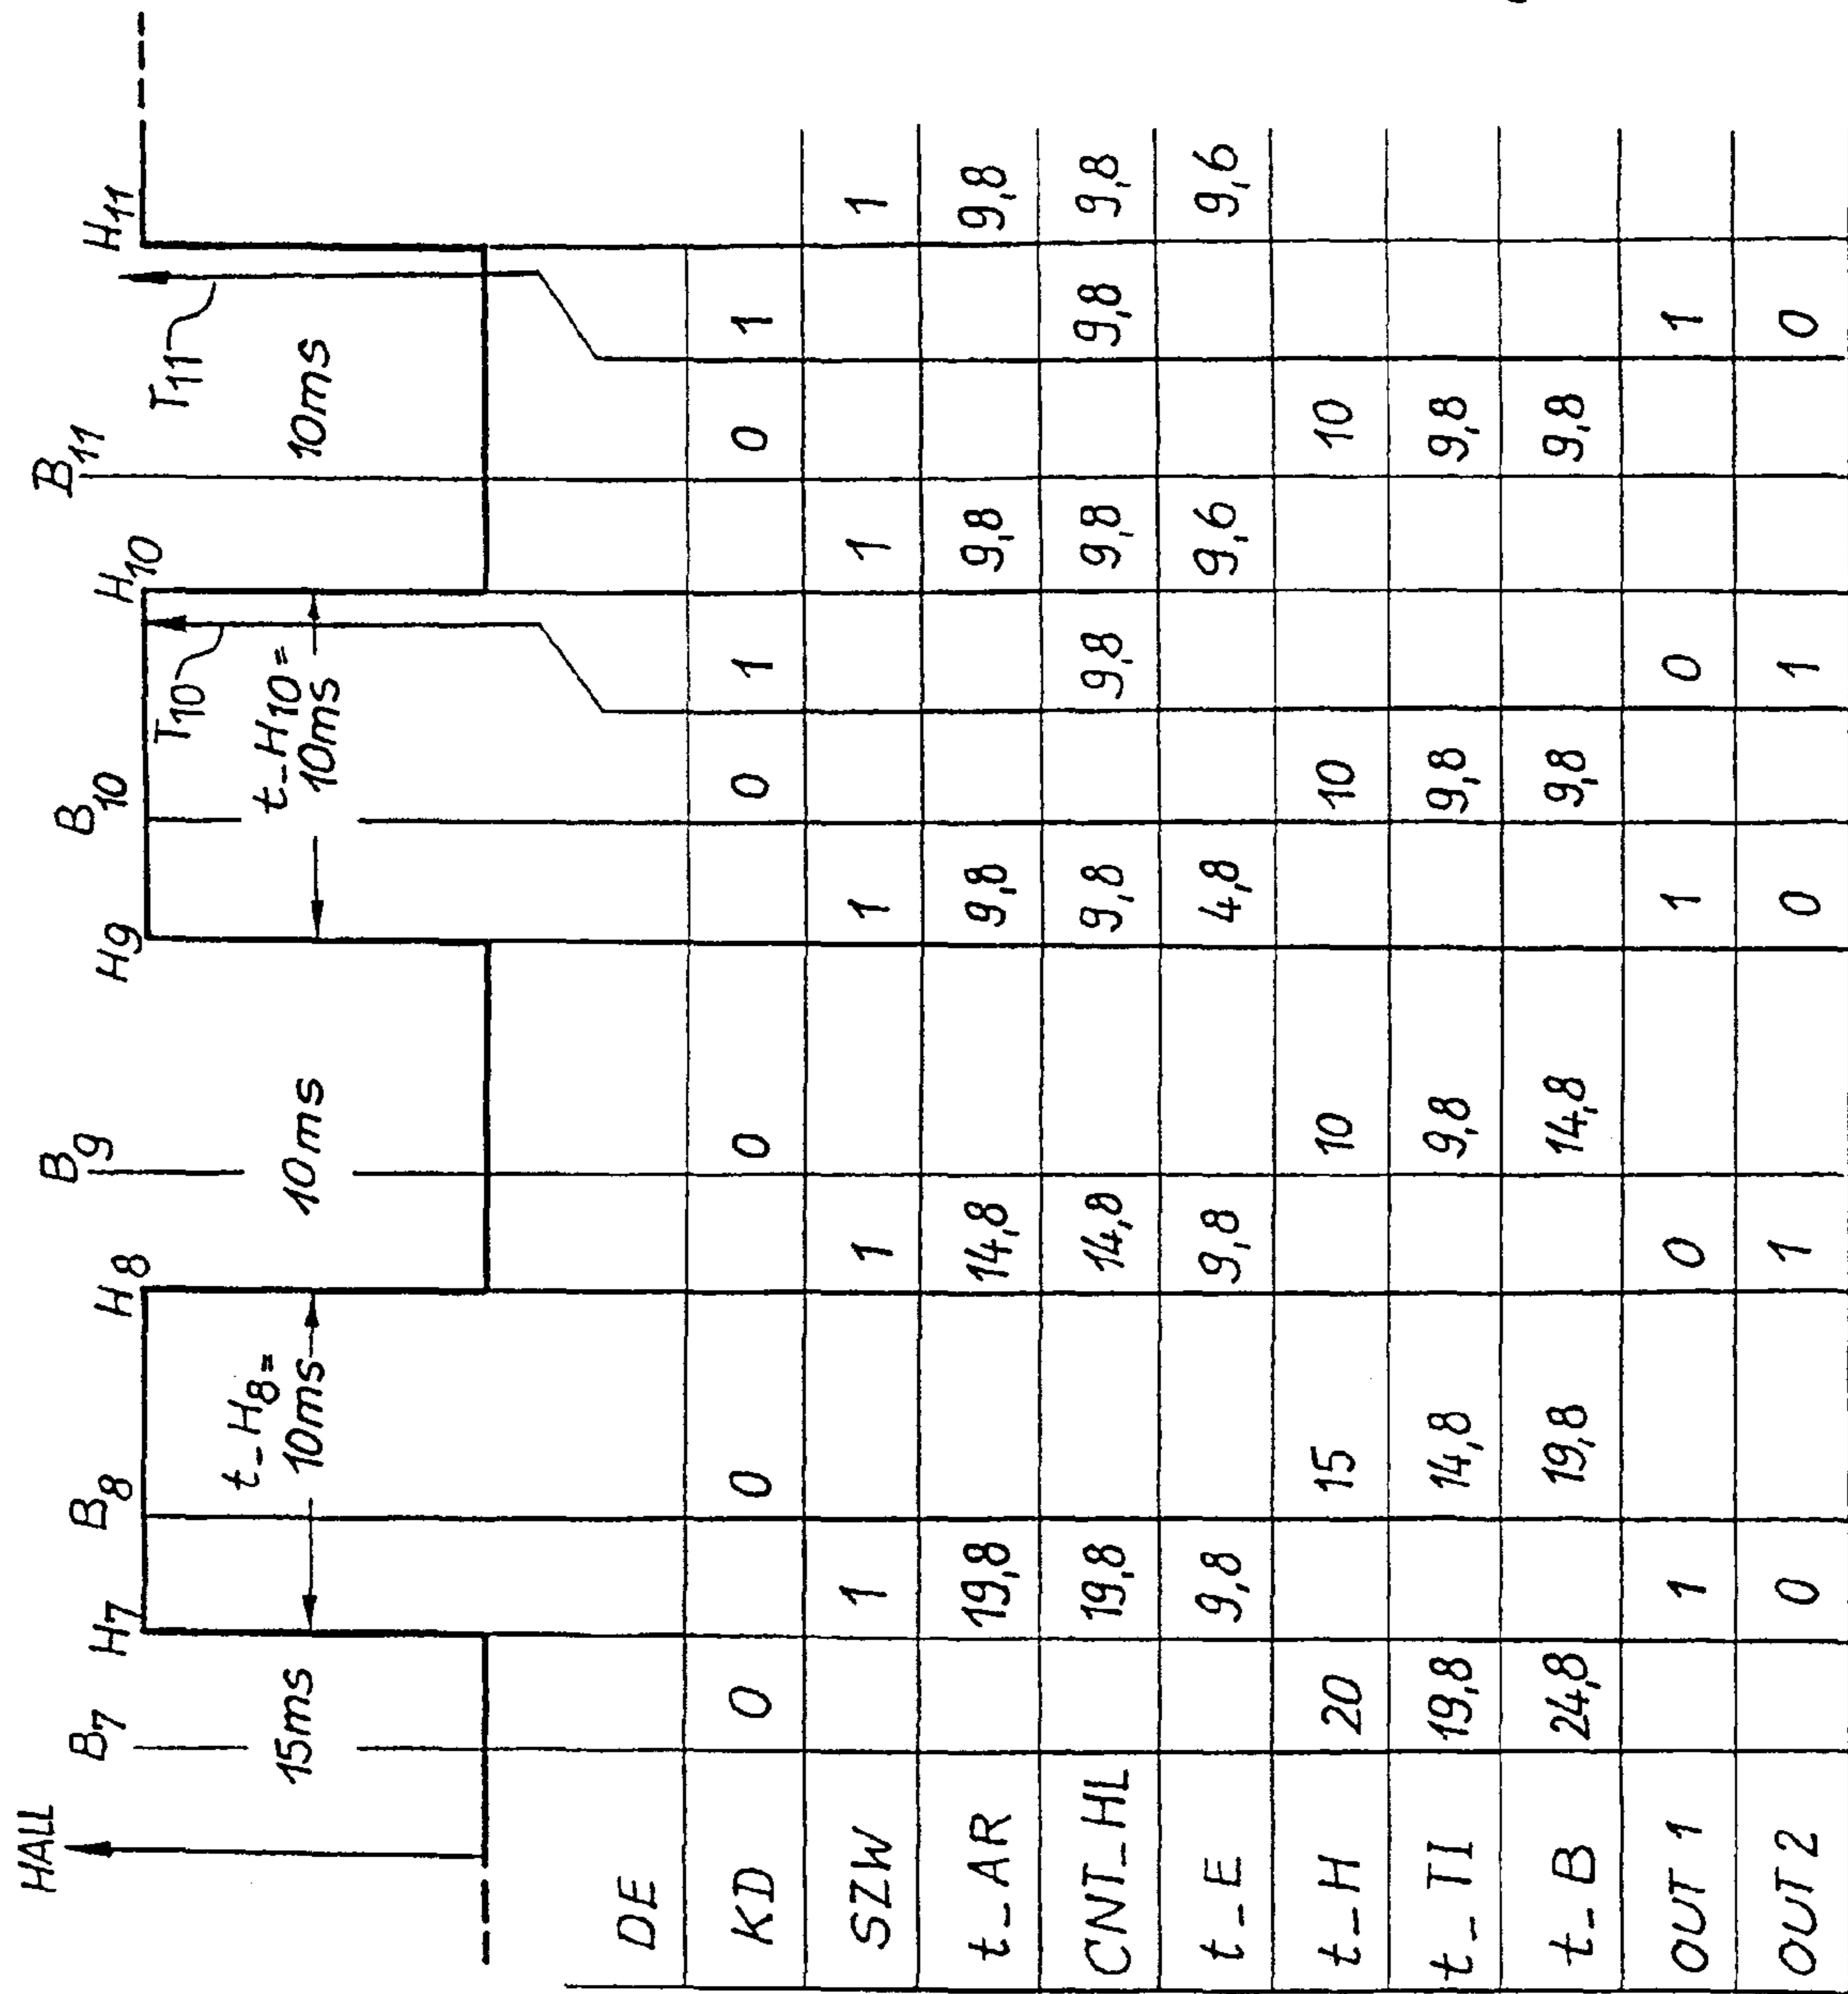 HALL
B7 H7 B8 H8 B9 H9 B10 H10 B11 H11
T10 T11
15ms t_H8= 10ms 10ms t_H10= 10ms 10ms
DE
KD 0 0 0 0 1 0 1
SZW 1 1 1 1 1
t_AR 19,8 14,8 9,8 9,8 9,8
CNT_HL 19,8 14,8 9,8 9,8 9,8 9,8 9,8
t_E 9,8 9,8 4,8 9,6 9,6
t_H 20 15 10 10 10
t_TI 19,8 14,8 9,8 9,8 9,8
t_B 24,8 19,8 14,8 9,8 9,8
OUT 1 1 0 1 0 1
OUT 2 0 1 0 1 0